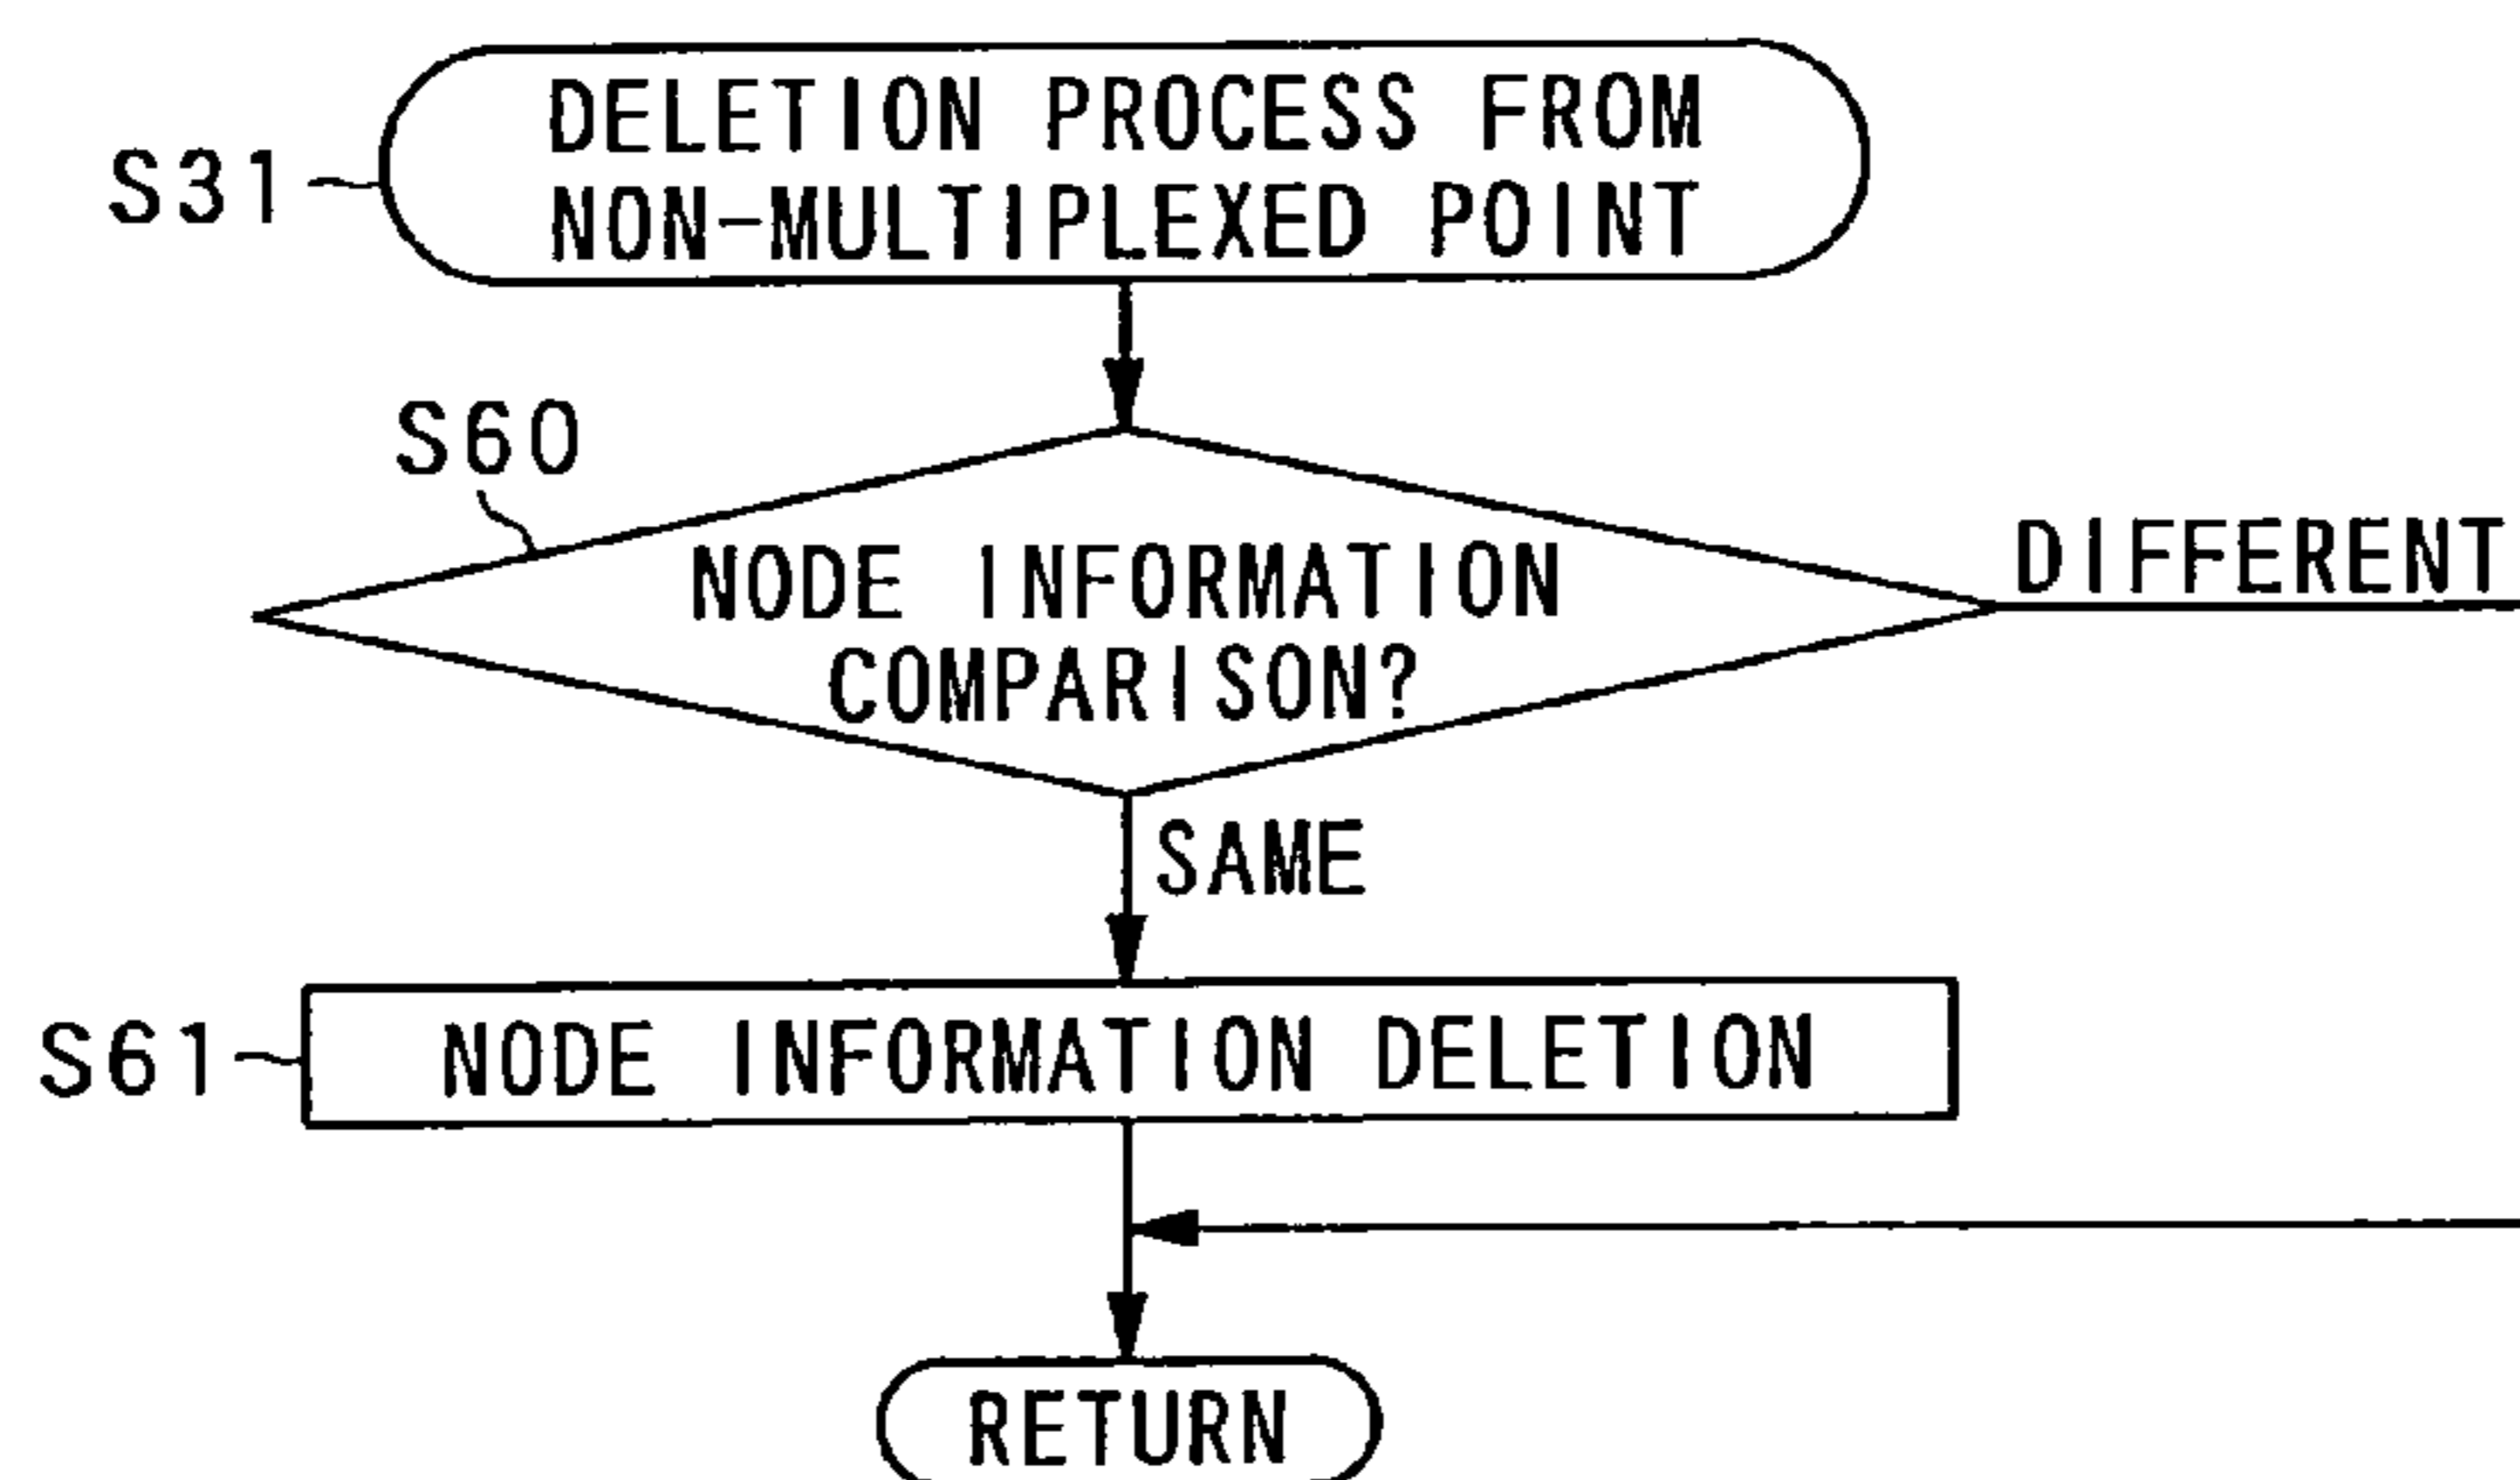 DELETION PROCESS FROM
NON-MULTIPLEXED POINT
S31
S60
NODE INFORMATION
COMPARISON?
DIFFERENT
SAME
S61
NODE INFORMATION DELETION
RETURN